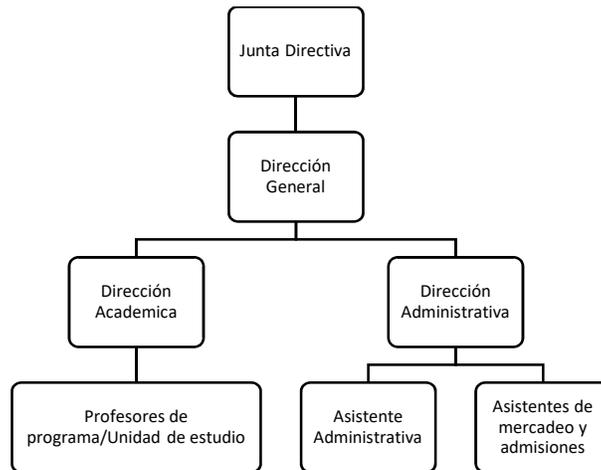 Junta Directiva
Dirección
General
Dirección
Academica
Dirección
Administrativa
Profesores de
programa/Unidad de estudio
Asistente
Administrativa
Asistentes de
mercadeo y
admisiones